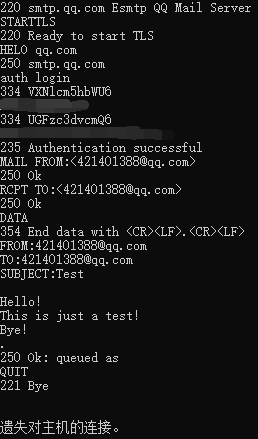 220 smtp.qq.com Esmtp QQ Mail Server
STARTTLS
220 Ready to start TLS
HELO qq.com
250 smtp.qq.com
auth login
334 VXNlcm5hbWU6
334 UGFzc3dvcmQ6
235 Authentication successful
MAIL FROM:<421401388@qq.com>
250 Ok
RCPT TO:<421401388@qq.com>
250 Ok
DATA
354 End data with <CR><LF>.<CR><LF>
FROM:421401388@qq.com
TO:421401388@qq.com
SUBJECT:Test
Hello!
This is just a test!
Bye!
.
250 Ok: queued as
QUIT
221 Bye
遗失对主机的连接。